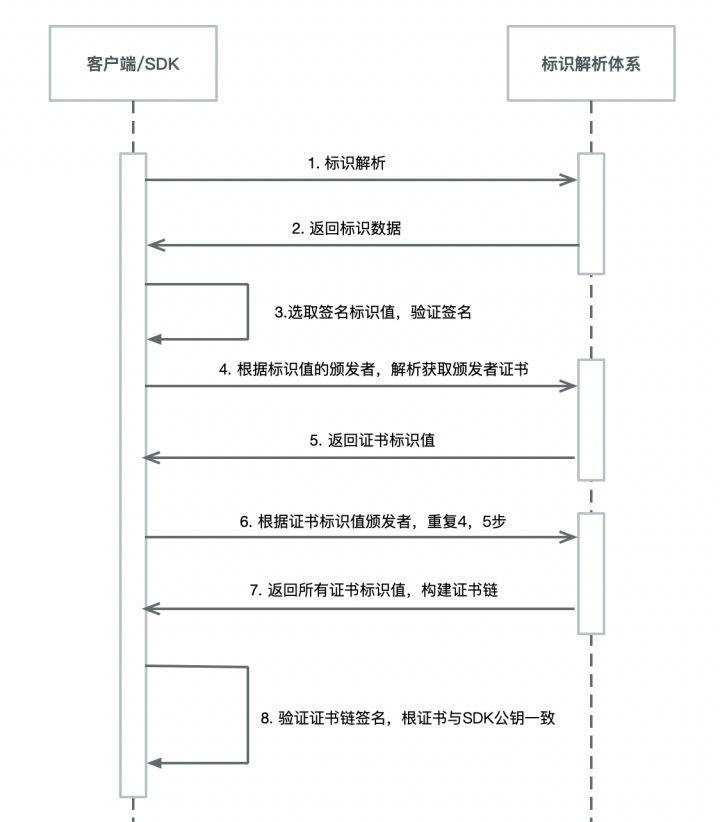 客户端/SDK
标识解析体系
1. 标识解析
2. 返回标识数据
3.选取签名标识值，验证签名
4. 根据标识值的颁发者，解析获取颁发者证书
5. 返回证书标识值
6. 根据证书标识值颁发者，重复4，5步
7. 返回所有证书标识值，构建证书链
8. 验证证书链签名，根证书与SDK公钥一致